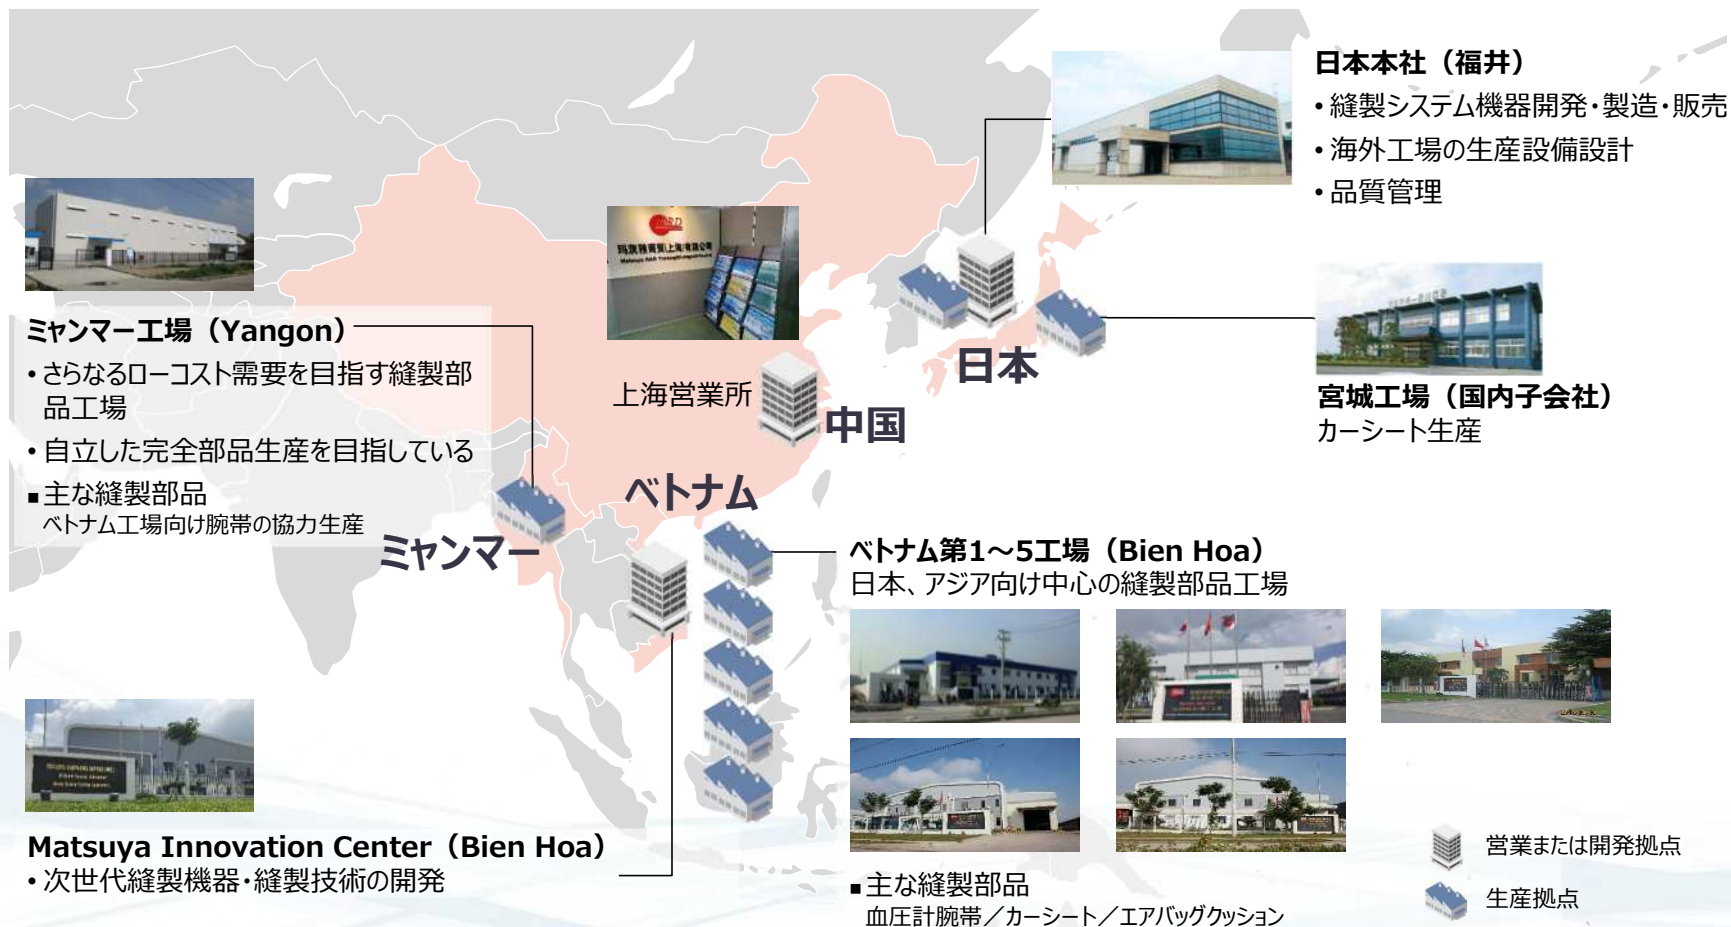 日本本社（福井）
• 縫製システム機器開発・製造・販売
• 海外工場の生産設備設計
• 品質管理
宮城工場（国内子会社）
カーシート生産
日本
玛茨雅商貿(上海)有限公司
上海営業所
中国
ミャンマー工場（Yangon）
• さらなるローコスト需要を目指す縫製部
品工場
• 自立した完全部品生産を目指している
■ 主な縫製部品
ベトナム工場向け腕帯の協力生産
ミャンマー
ベトナム
ベトナム第1～5工場（Bien Hoa）
日本、アジア向け中心の縫製部品工場
■ 主な縫製部品
血圧計腕帯／カーシート／エアバッグクッション
Matsuya Innovation Center（Bien Hoa）
• 次世代縫製機器・縫製技術の開発
営業または開発拠点
生産拠点